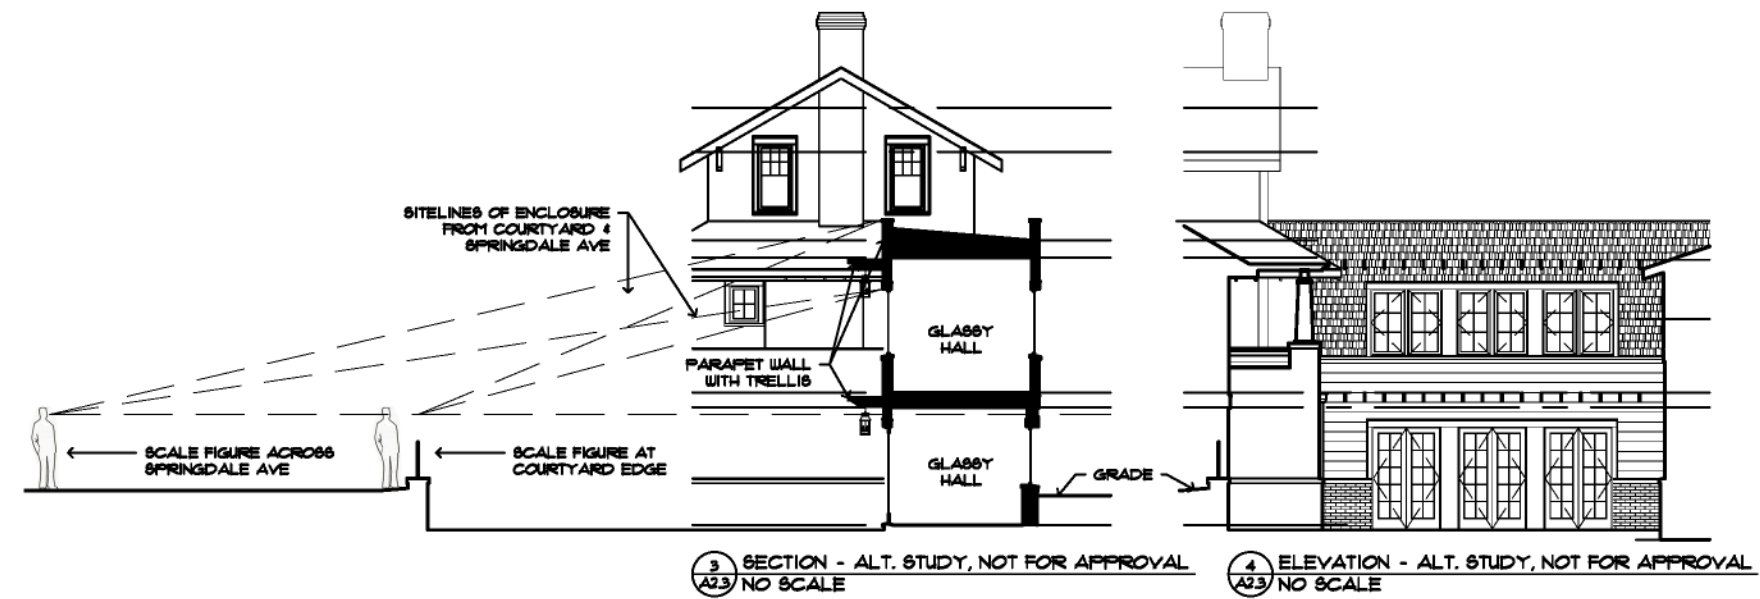 SITELINES OF ENCLOSURE
FROM COURTYARD &
SPRINGDALE AVE
GLASSY
HALL
PARAPET WALL
WITH TRELLIS
SCALE FIGURE ACROSS
SPRINGDALE AVE
SCALE FIGURE AT
COURTYARD EDGE
GLASSY
HALL
GRADE
3
A2.3
SECTION - ALT. STUDY, NOT FOR APPROVAL
NO SCALE
4
A2.3
ELEVATION - ALT. STUDY, NOT FOR APPROVAL
NO SCALE